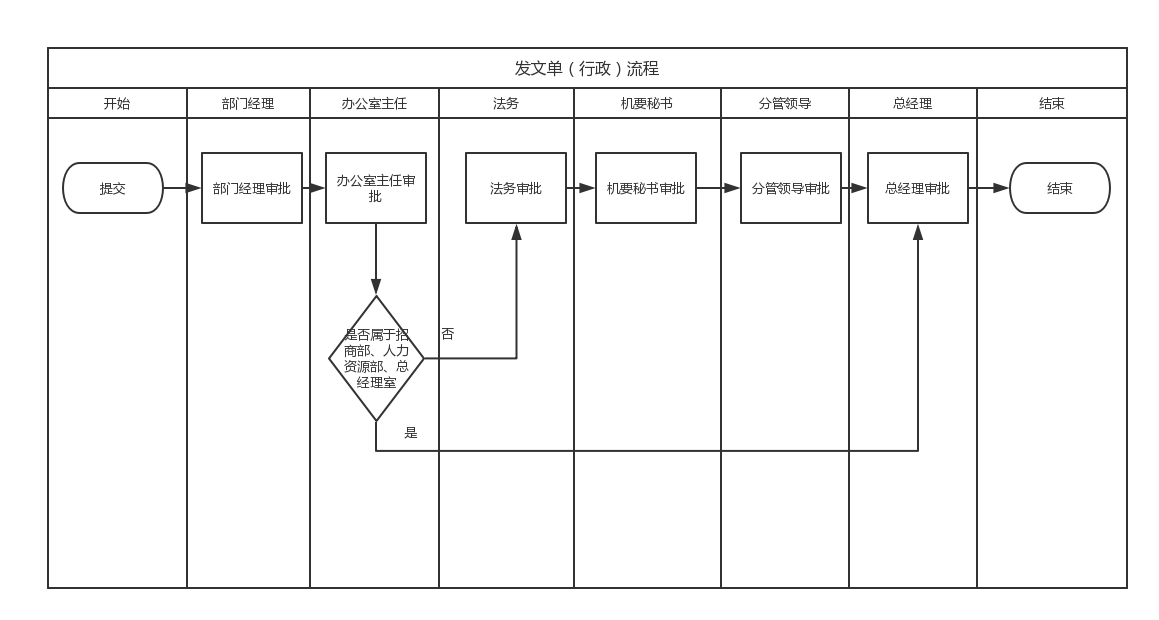 发文单（行政）流程
开始
部门经理
办公室主任
法务
机要秘书
分管领导
总经理
结束
提交
部门经理审批
办公室主任审
批
法务审批
机要秘书审批
分管领导审批
总经理审批
结束
是否属于招
商部、人力
资源部、总
经理室
否
是